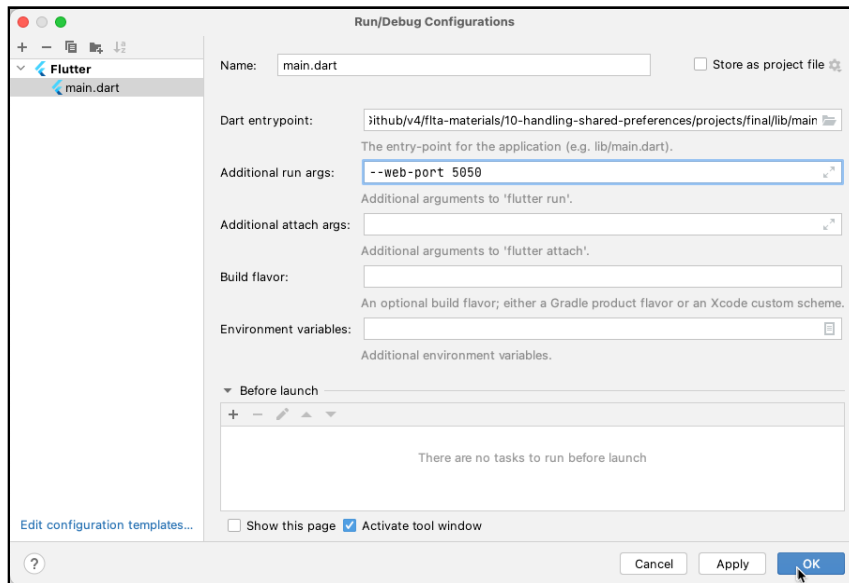 Run/Debug Configurations
Flutter
main.dart
Name: main.dart Store as project file
Dart entrypoint: Github/v4/flta-materials/10-handling-shared-preferences/projects/final/lib/main
The entry-point for the application (e.g. lib/main.dart).
Additional run args: --web-port 5050
Additional arguments to 'flutter run'.
Additional attach args:
Additional arguments to 'flutter attach'.
Build flavor:
An optional build flavor; either a Gradle product flavor or an Xcode custom scheme.
Environment variables:
Additional environment variables.
Before launch
There are no tasks to run before launch
Edit configuration templates...
Show this page Activate tool window
? Cancel Apply OK